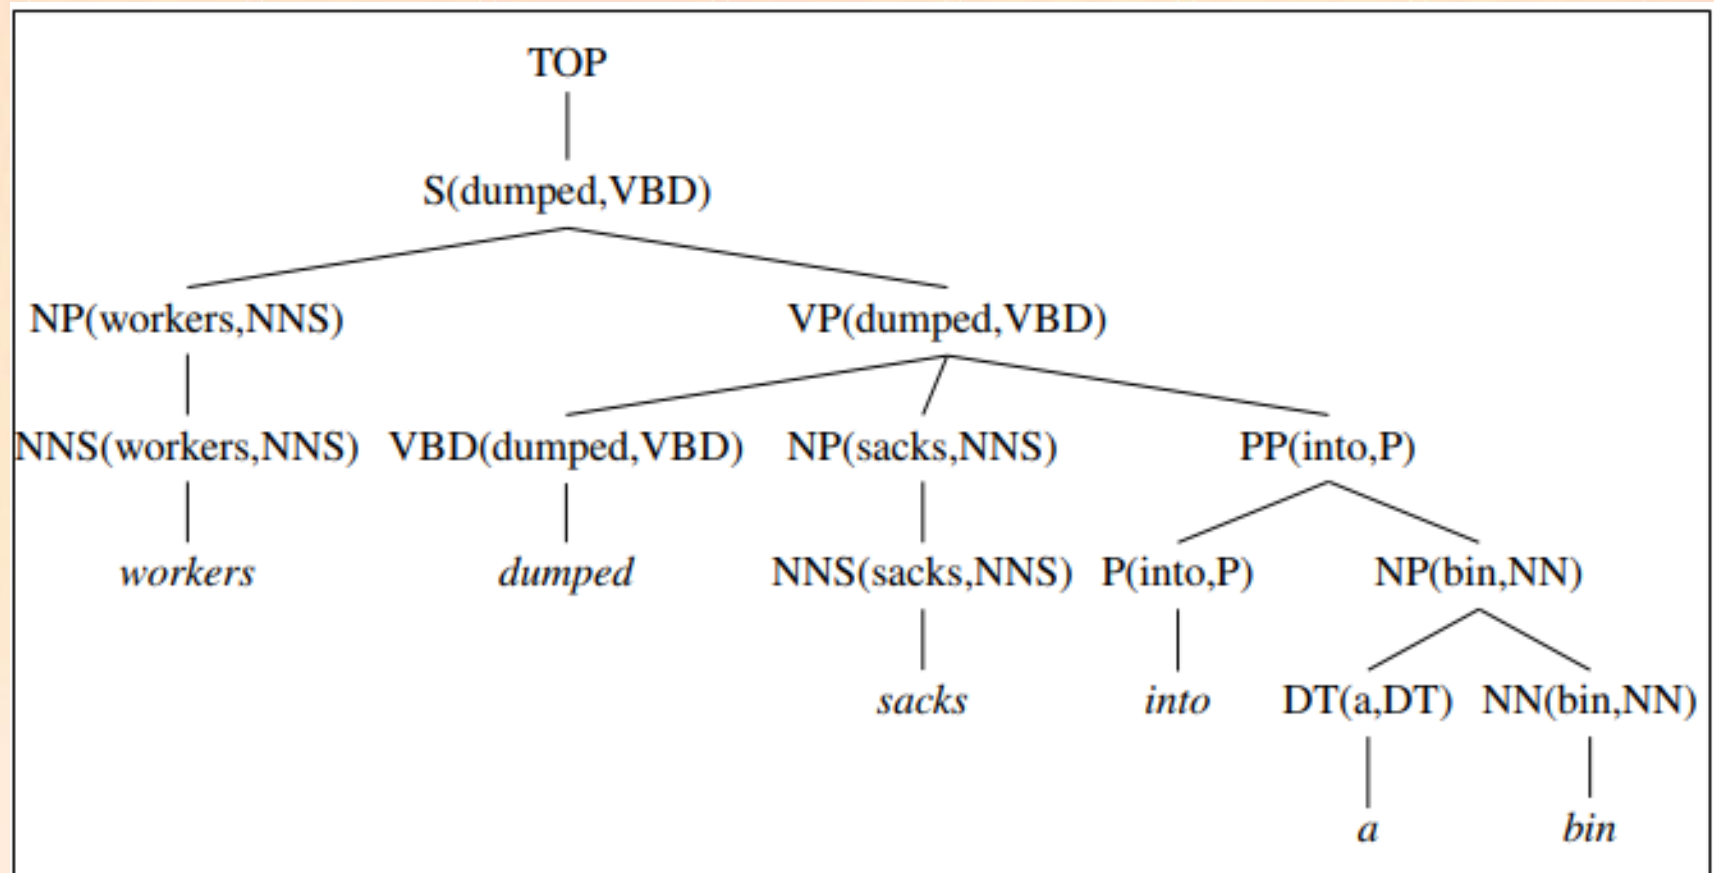 TOP
S(dumped,VBD)
NP(workers,NNS) VP(dumped,VBD)
NNS(workers,NNS) VBD(dumped,VBD) NP(sacks,NNS) PP(into,P)
workers dumped NNS(sacks,NNS) P(into,P) NP(bin,NN)
sacks into DT(a,DT) NN(bin,NN)
a bin